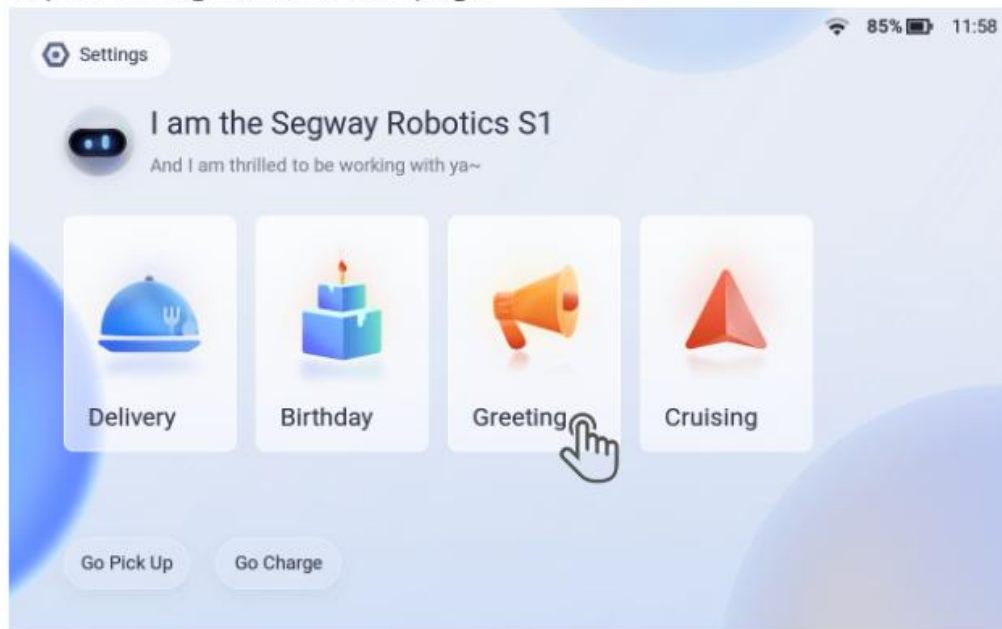 Settings
85% 11:58
I am the Segway Robotics S1
And I am thrilled to be working with ya~
Delivery Birthday Greeting Cruising
Go Pick Up Go Charge